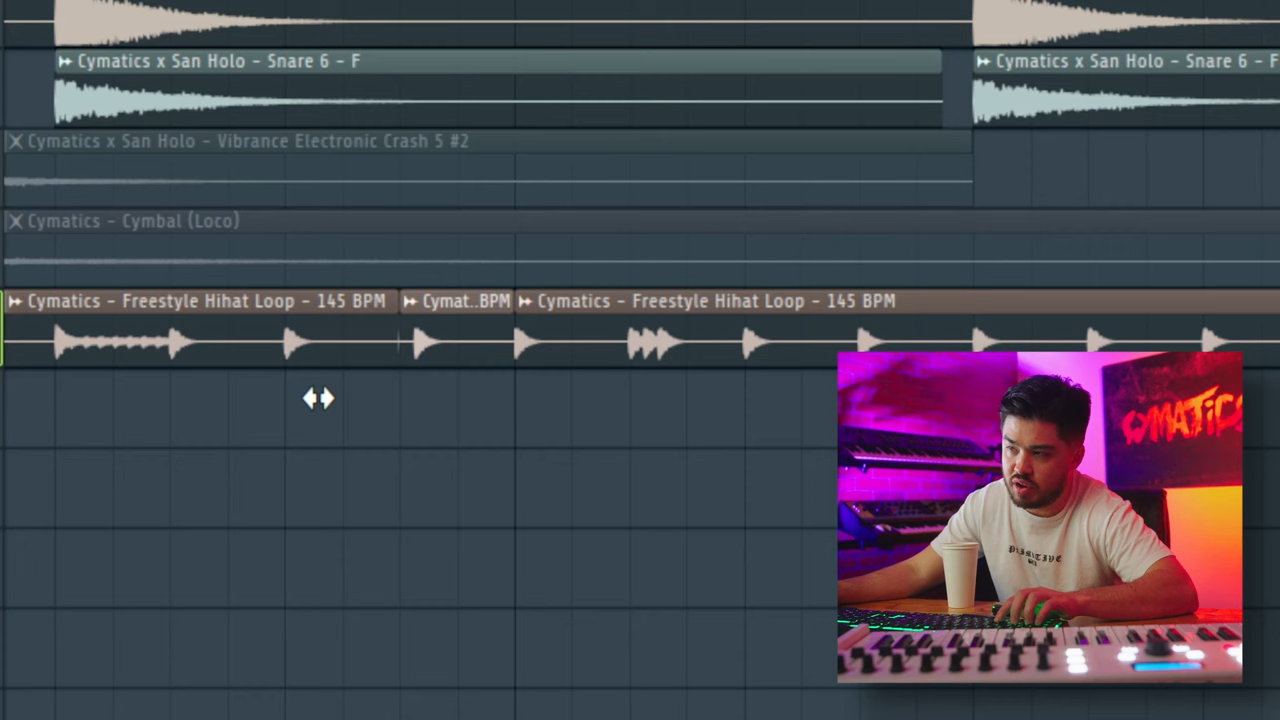 Cymatics x San Holo - Snare 6 - F
Cymatics x San Holo - Snare 6 - F
Cymatics x San Holo - Vibrance Electronic Crash 5 #2
Cymatics - Cymbal (Loco)
Cymatics - Freestyle Hihat Loop - 145 BPM
Cymat..BPM
Cymatics - Freestyle Hihat Loop - 145 BPM
CYMATICS
PRIMITIVE